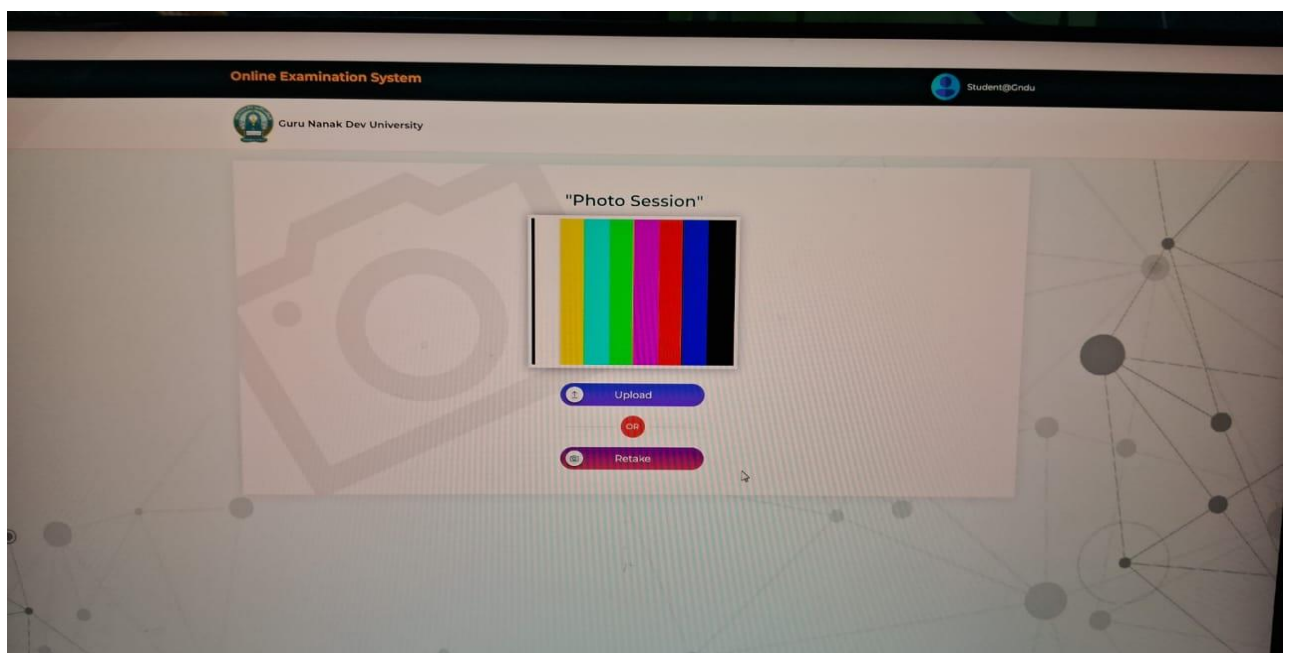 Online Examination System
Student@Gndu
Guru Nanak Dev University
"Photo Session"
Upload
OR
Retake